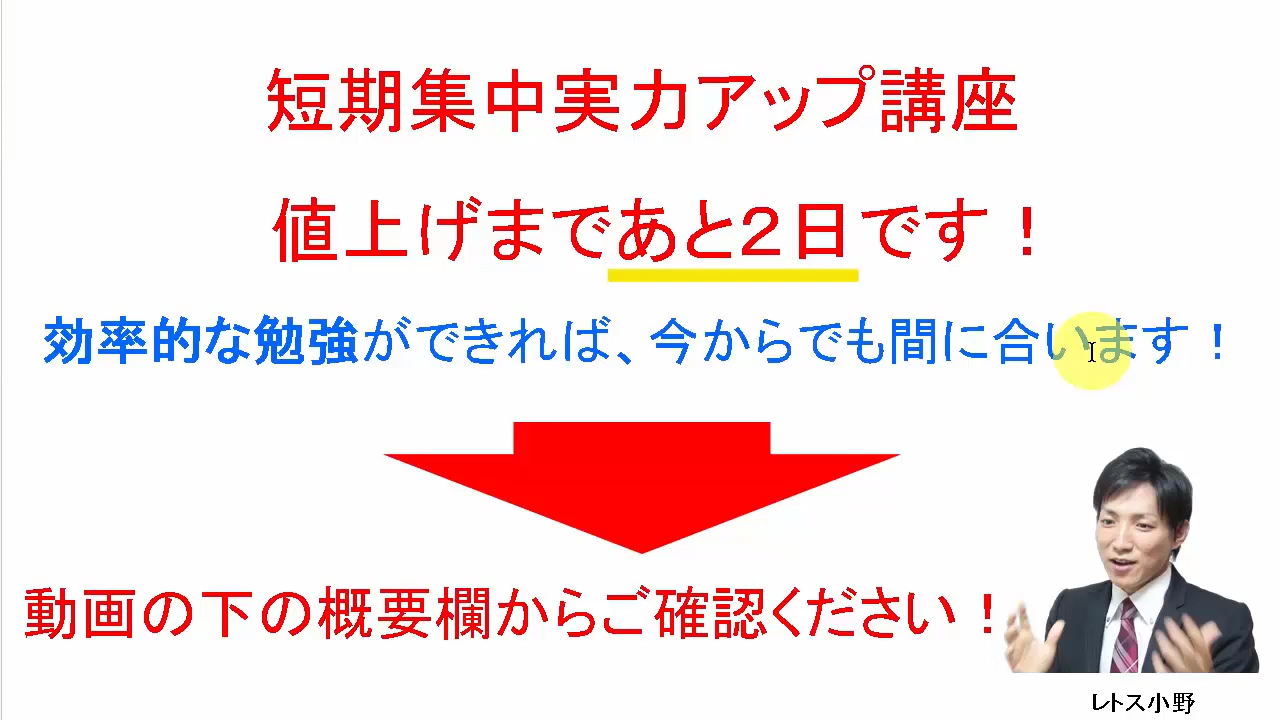 短期集中実力アップ講座
値上げまであと２日です！
効率的な勉強ができれば、今からでも間に合います！
動画の下の概要欄からご確認ください！
レトス小野